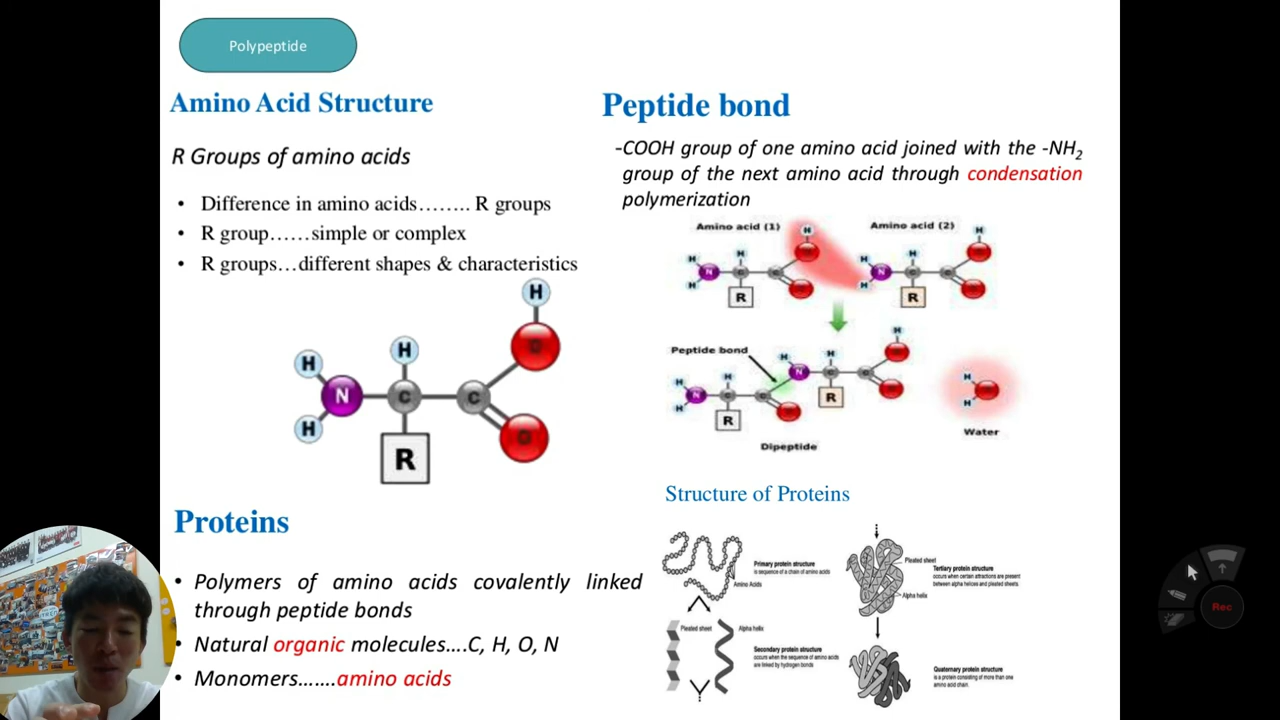 Polypeptide
Amino Acid Structure
R Groups of amino acids
• Difference in amino acids…….. R groups
• R group……simple or complex
• R groups…different shapes & characteristics
H
H
H
N
C
C
O
H
O
R
Proteins
• Polymers of amino acids covalently linked
through peptide bonds
• Natural organic molecules….C, H, O, N
• Monomers…….amino acids
Peptide bond
-COOH group of one amino acid joined with the -NH₂
group of the next amino acid through condensation
polymerization
Amino acid (1)
Amino acid (2)
H
H
H
H
N
C
C
R
H
H
H
H
N
C
C
R
Peptide bond
H
H
H
N
C
C
R
H
H
H
N
C
C
R
H
H
Dipeptide
Water
Structure of Proteins
Primary protein structure
is sequence of a chain of amino acids
Amino Acids
Pleated sheet
Alpha helix
Secondary protein structure
occurs when the sequence of amino acids
are linked by hydrogen bonds
Pleated sheet
Tertiary protein structure
occurs when certain attractions are present
between alpha helices and pleated sheets.
Alpha helix
Quaternary protein structure
is a protein consisting of more than one
amino acid chain.
Rec